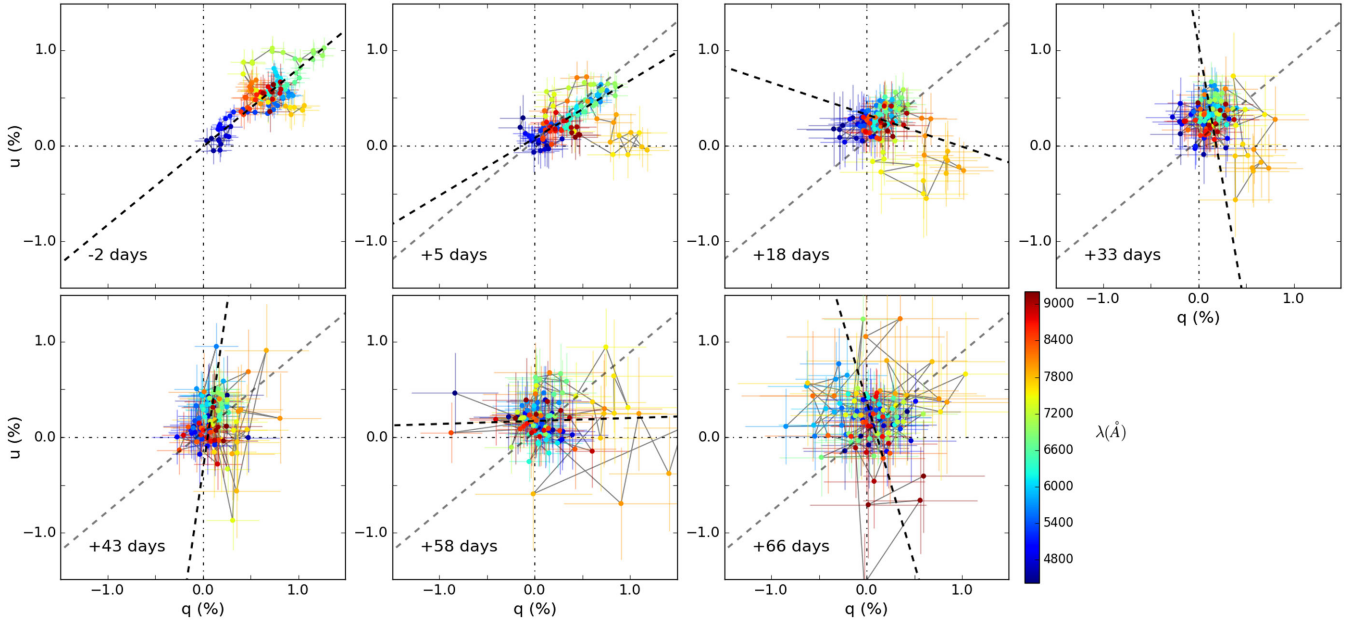 1.0
0.0
−1.0
u (%)
-2 days
+5 days
+18 days
+33 days
−1.0 0.0 1.0
q (%)
1.0
0.0
−1.0
u (%)
+43 days
−1.0 0.0 1.0
q (%)
+58 days
−1.0 0.0 1.0
q (%)
+66 days
−1.0 0.0 1.0
q (%)
9000
8400
7800
7200
6600
6000
5400
4800
λ(Å)